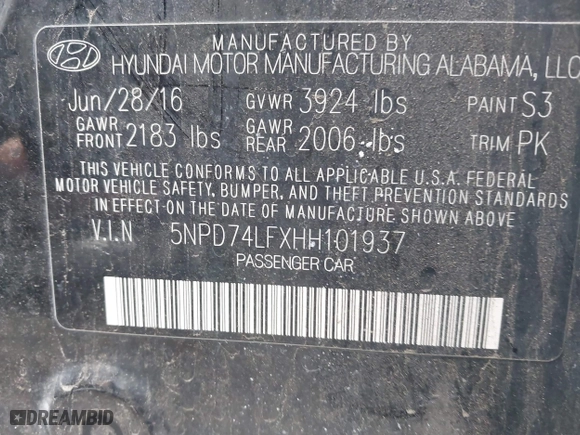 MANUFACTURED BY
HYUNDAI MOTOR MANUFACTURING ALABAMA, LLC
Jun/28/16 GVWR 3924 lbs PAINT S3
GAWR FRONT 2183 lbs GAWR REAR 2006 lbs TRIM PK
THIS VEHICLE CONFORMS TO ALL APPLICABLE U.S.A. FEDERAL
MOTOR VEHICLE SAFETY, BUMPER, AND THEFT PREVENTION STANDARDS
IN EFFECT ON THE DATE OF MANUFACTURE SHOWN ABOVE.
V.I.N 5NPD74LFXHH101937
PASSENGER CAR
DREAMBID